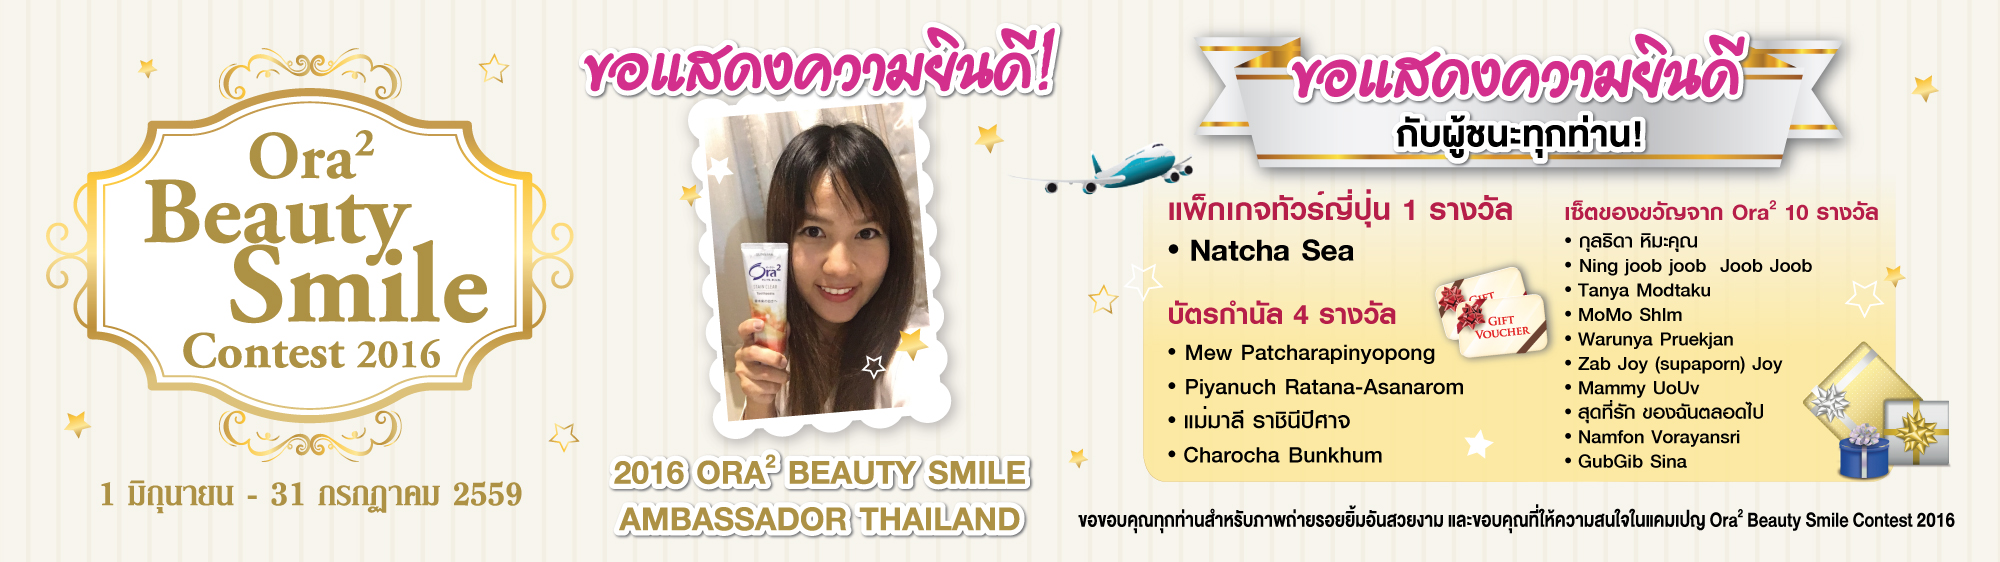 Ora²
Beauty
Smile
Contest 2016
1 มิถุนายน - 31 กรกฎาคม 2559
ขอแสดงความยินดี!
Ora²
STAIN CLEAR
2016 ORA² BEAUTY SMILE
AMBASSADOR THAILAND
ขอแสดงความยินดี
กับผู้ชนะทุกท่าน!
แพ็กเกจทัวร์ญี่ปุ่น 1 รางวัล
• Natcha Sea
บัตรกำนัล 4 รางวัล
• Mew Patcharapinyopong
• Piyanuch Ratana-Asanarom
• แม่มาลี ราชินีปีศาจ
• Charocha Bunkhum
GIFT
GIFT
VOUCHER
เซ็ตของขวัญจาก Ora² 10 รางวัล
• กุลธิดา หิมะคุณ
• Ning joob joob Joob Joob
• Tanya Modtaku
• MoMo ShIm
• Warunya Pruekjan
• Zab Joy (supaporn) Joy
• Mammy UoUv
• สุดที่รัก ของฉันตลอดไป
• Namfon Vorayansri
• GubGib Sina
ขอขอบคุณทุกท่านสำหรับภาพถ่ายรอยยิ้มอันสวยงาม และขอบคุณที่ให้ความสนใจในแคมเปญ Ora² Beauty Smile Contest 2016